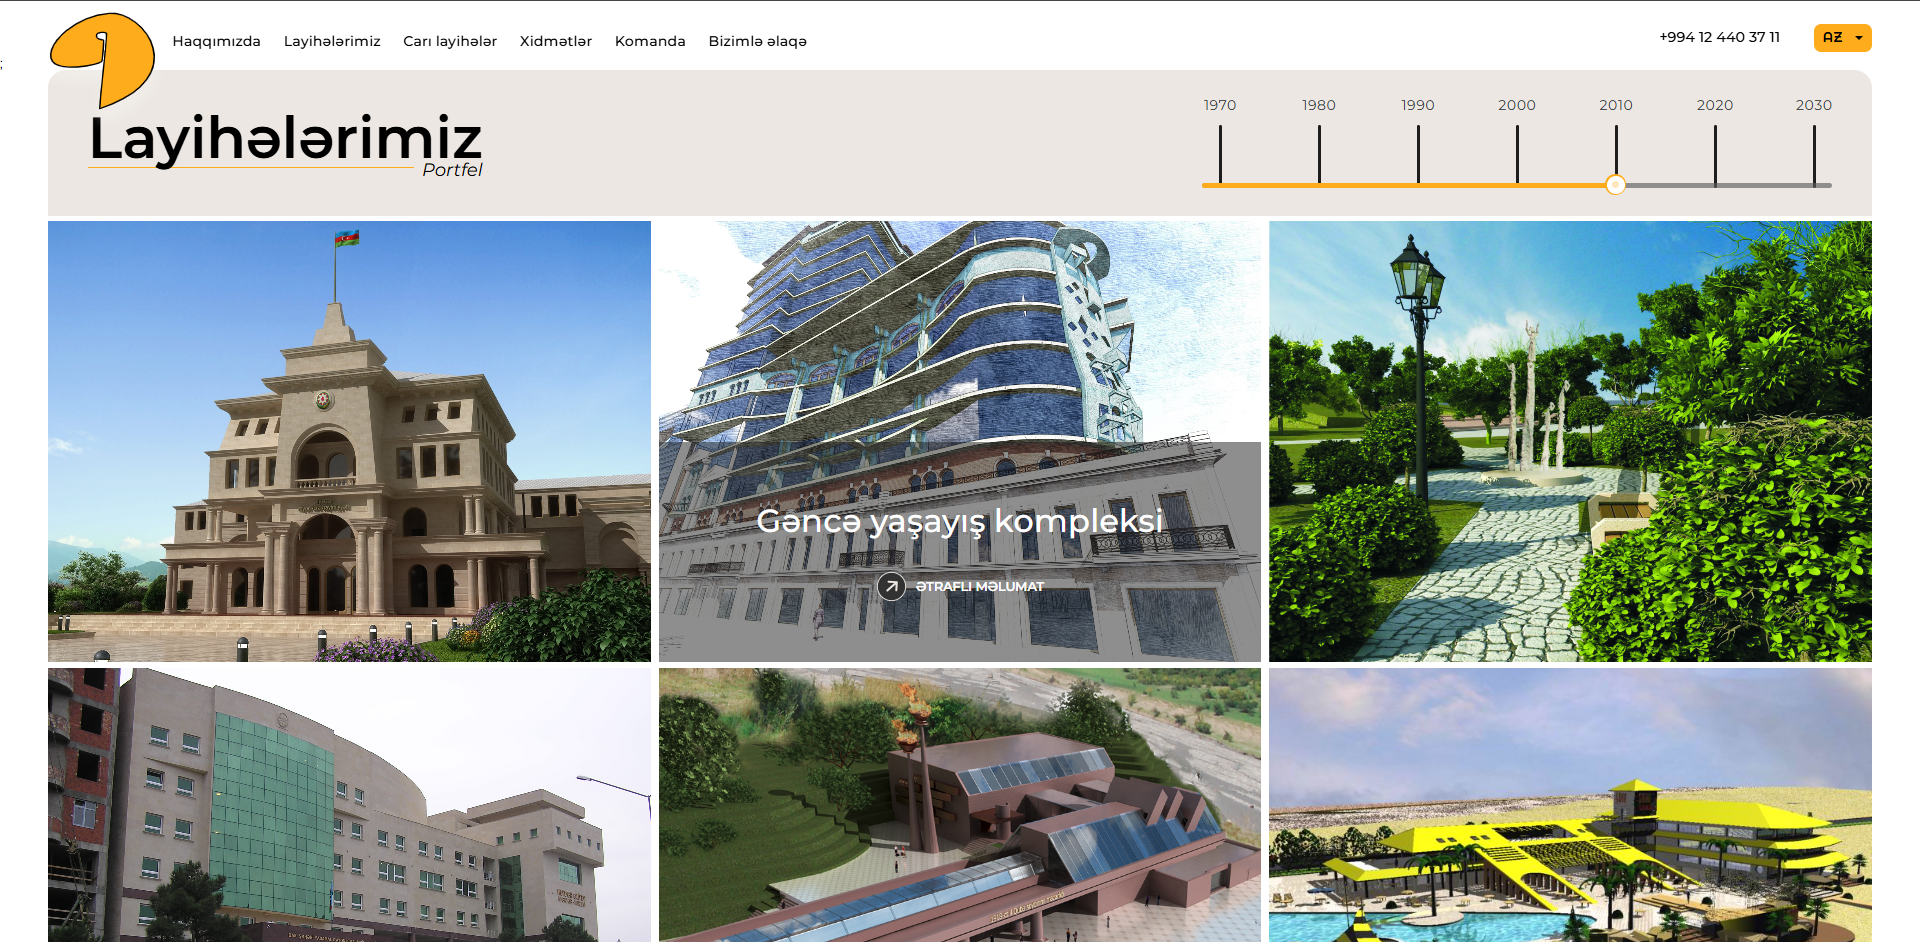 Haqqımızda Layihələrimiz Carı layihələr Xidmətlər Komanda Bizimlə əlaqə
+994 12 440 37 11
AZ
;
1970 1980 1990 2000 2010 2020 2030
Layihələrimiz
Portfel
Gəncə yaşayış kompleksi
ƏTRAFLI MƏLUMAT